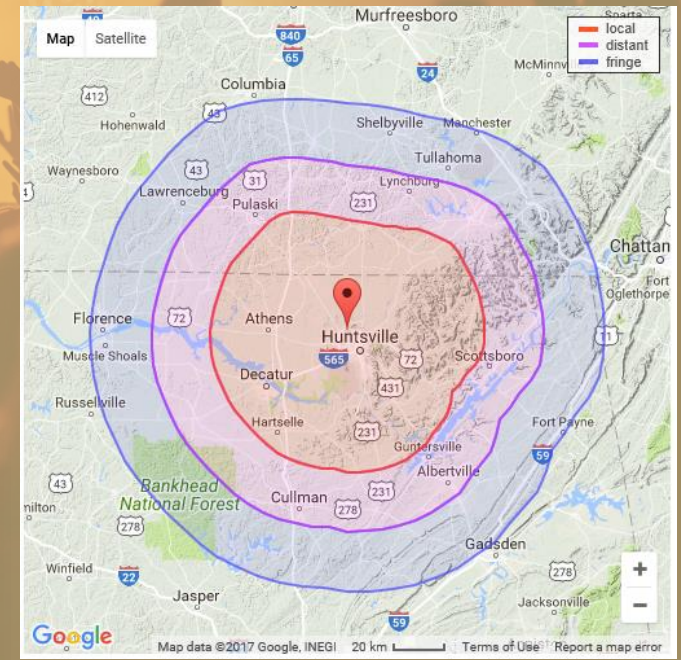 Map Satellite
local
distant
fringe
Murfreesboro
840
65
24
Columbia
412
43
Hohenwald
Shelbyville
Manchester
Tullahoma
Waynesboro
43
31
Lynchburg
Lawrenceburg
231
Pulaski
Chattan
Fort
Oglethorpe
Florence
72
Athens
Huntsville
11
Muscle Shoals
565
72
Scottsboro
Decatur
431
Russellville
Hartselle
231
Fort Payne
Guntersville
59
43
Bankhead
National Forest
Albertville
231
Cullman
278
278
Gadsden
Winfield
22
278
+
Jasper
Jacksonville
−
59
Google
Map data ©2017 Google, INEGI 20 km Terms of Use Report a map error